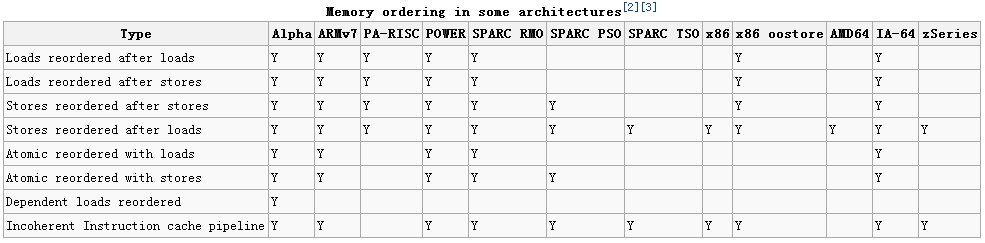 Memory ordering in some architectures[2][3]
Type Alpha ARMv7 PA-RISC POWER SPARC RMO SPARC PSO SPARC TSO x86 x86 oostore AMD64 IA-64 zSeries
Loads reordered after loads Y Y Y Y Y Y Y
Loads reordered after stores Y Y Y Y Y Y Y
Stores reordered after stores Y Y Y Y Y Y Y Y
Stores reordered after loads Y Y Y Y Y Y Y Y Y Y Y Y
Atomic reordered with loads Y Y Y Y Y
Atomic reordered with stores Y Y Y Y Y Y
Dependent loads reordered Y
Incoherent Instruction cache pipeline Y Y Y Y Y Y Y Y Y Y